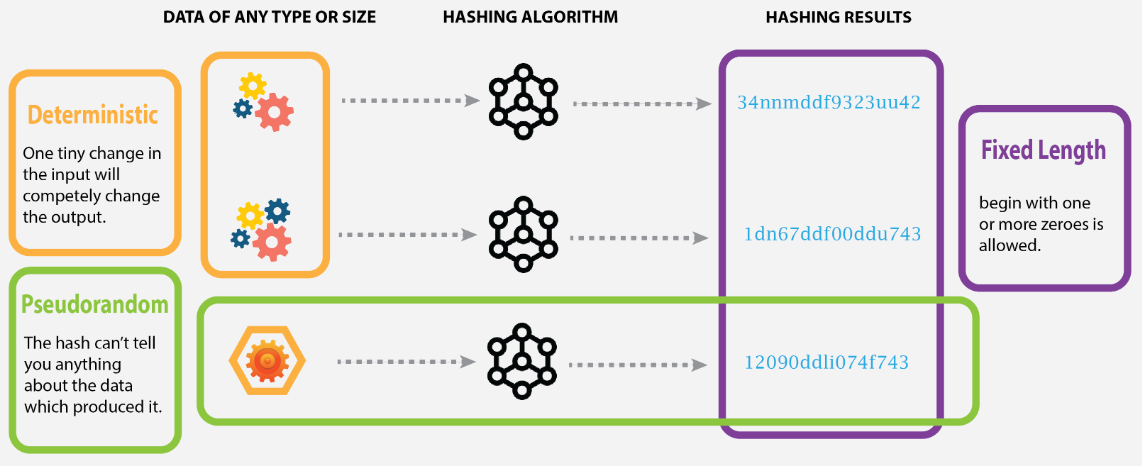 DATA OF ANY TYPE OR SIZE
HASHING ALGORITHM
HASHING RESULTS
Deterministic
One tiny change in
the input will
competely change
the output.
Pseudorandom
The hash can't tell
you anything
about the data
which produced it.
34nnmddf9323uu42
1dn67ddf00ddu743
12090ddli074f743
Fixed Length
begin with one
or more zeroes is
allowed.